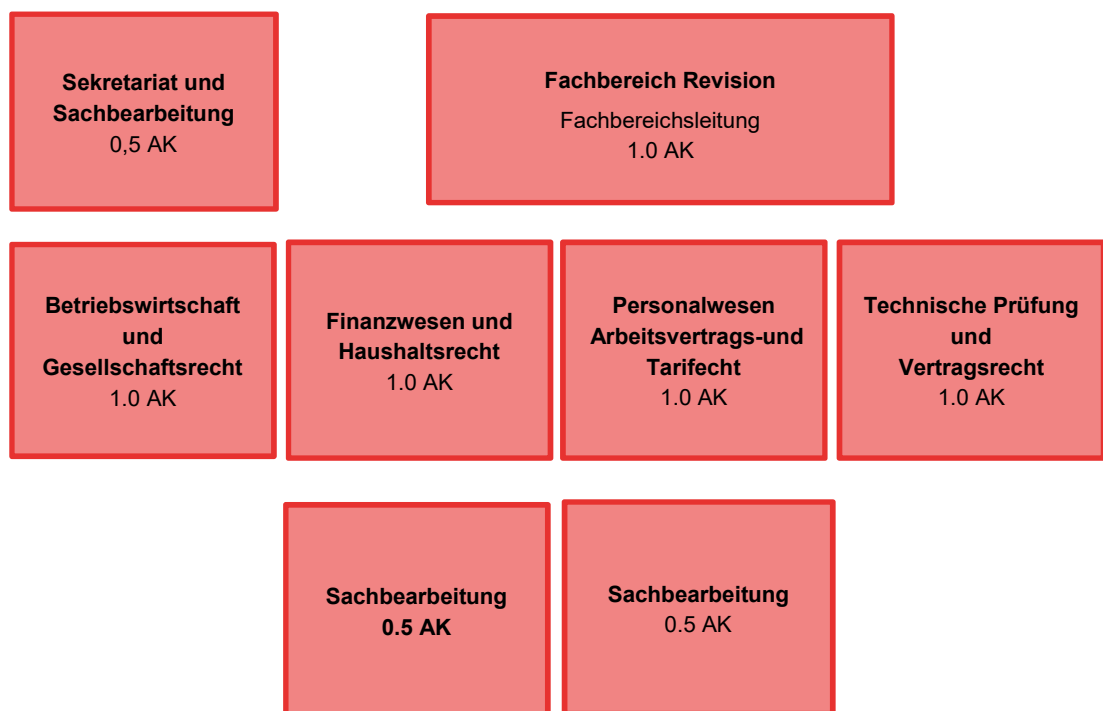 Sekretariat und
Sachbearbeitung
0,5 AK
Fachbereich Revision
Fachbereichsleitung
1.0 AK
Betriebswirtschaft
und
Gesellschaftsrecht
1.0 AK
Finanzwesen und
Haushaltsrecht
1.0 AK
Personalwesen
Arbeitsvertrags-und
Tarifecht
1.0 AK
Technische Prüfung
und
Vertragsrecht
1.0 AK
Sachbearbeitung
0.5 AK
Sachbearbeitung
0.5 AK